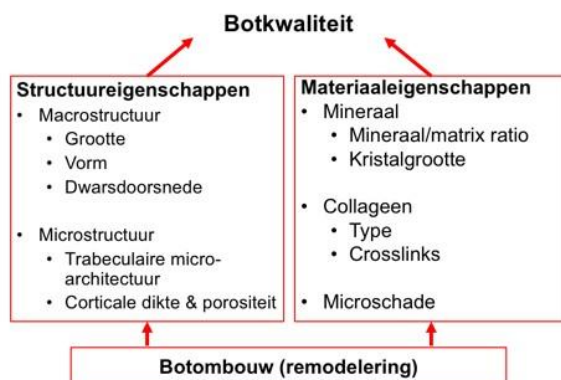 Botkwaliteit
Structuureigenschappen
• Macrostructuur
• Grootte
• Vorm
• Dwarsdoorsnede
• Microstructuur
• Trabeculaire micro-
architectuur
• Corticale dikte & porositeit
Materiaaleigenschappen
• Mineraal
• Mineraal/matrix ratio
• Kristalgrootte
• Collageen
• Type
• Crosslinks
• Microschade
Botombouw (remodelering)